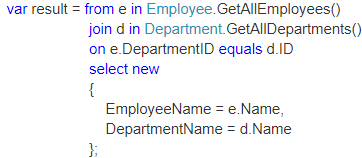 var result = from e in Employee.GetAllEmployees()
join d in Department.GetAllDepartments()
on e.DepartmentID equals d.ID
select new
{
EmployeeName = e.Name,
DepartmentName = d.Name
};